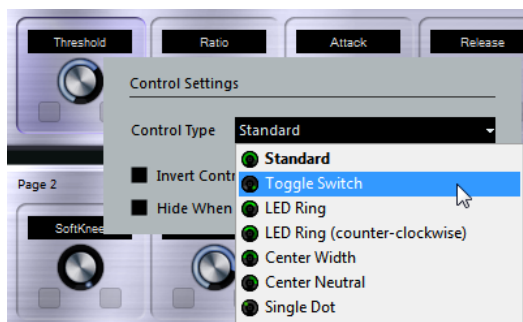 Threshold Ratio Attack Release
Control Settings
Control Type Standard
Standard
Invert Contr Toggle Switch
Page 2
Hide When LED Ring
SoftKnee LED Ring (counter-clockwise)
Center Width
Center Neutral
Single Dot